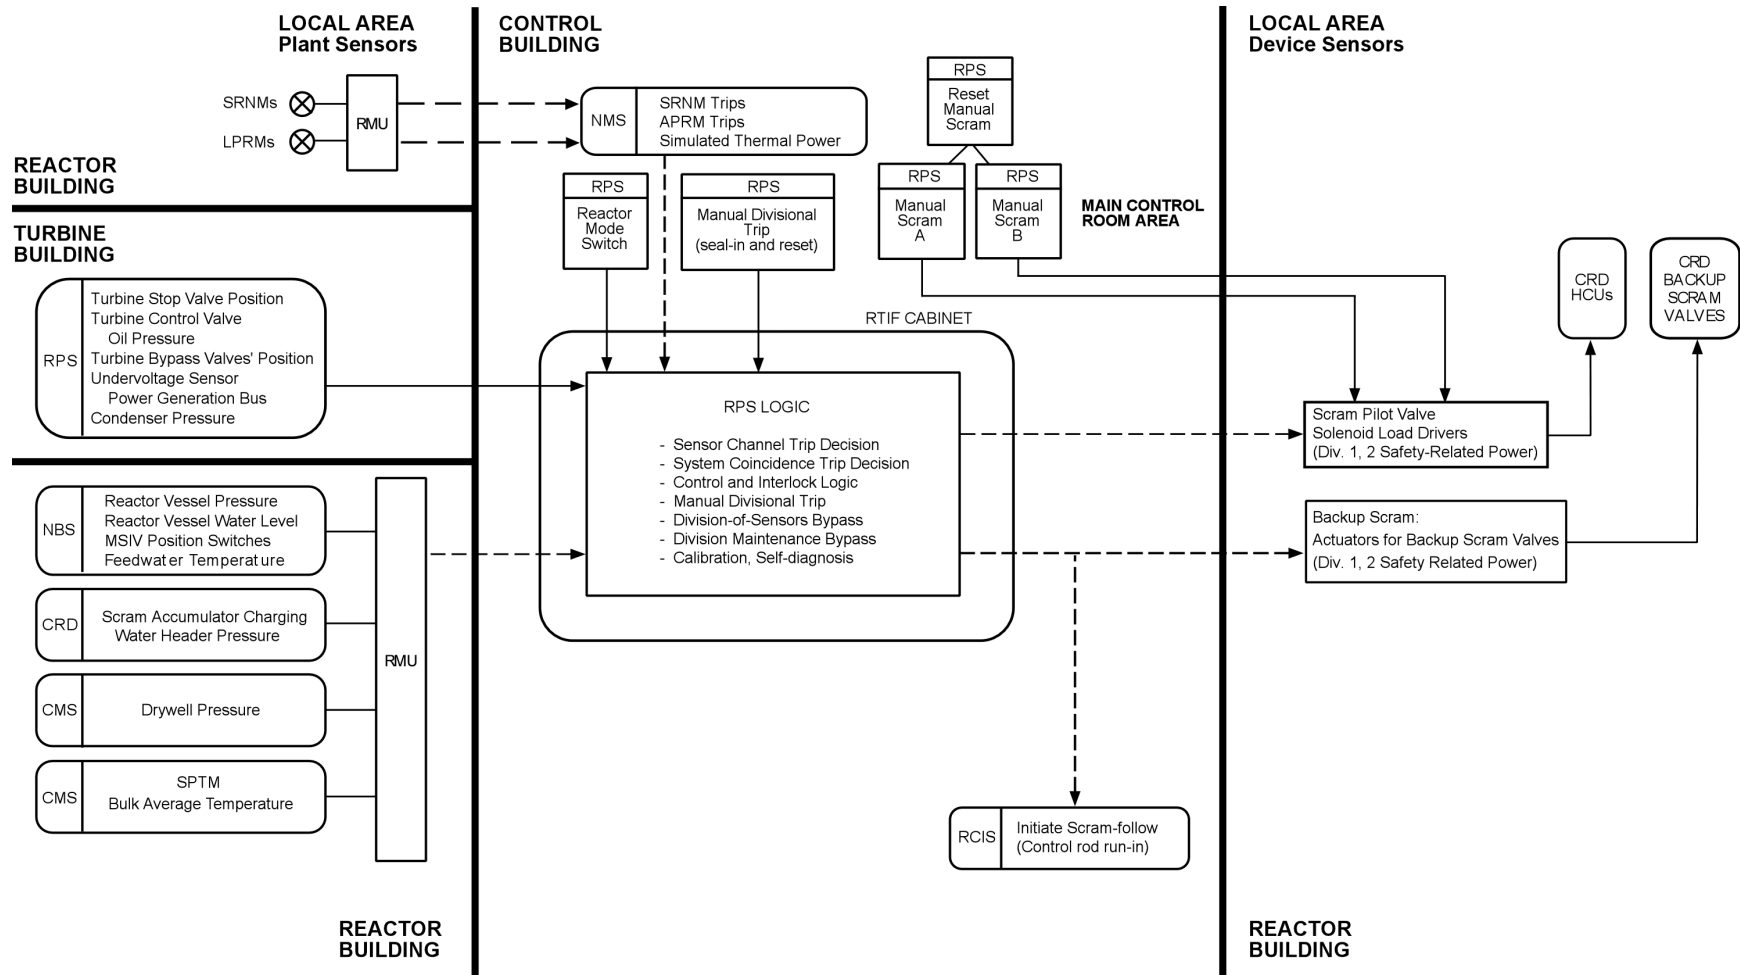 LOCAL AREA
Plant Sensors
SRNMs
LPRMs
RMU
REACTOR
BUILDING
TURBINE
BUILDING
RPS
Turbine Stop Valve Position
Turbine Control Valve
Oil Pressure
Turbine Bypass Valves' Position
Undervoltage Sensor
Power Generation Bus
Condenser Pressure
NBS
Reactor Vessel Pressure
Reactor Vessel Water Level
MSIV Position Switches
Feedwater Temperature
CRD
Scram Accumulator Charging
Water Header Pressure
CMS
Drywell Pressure
CMS
SPTM
Bulk Average Temperature
RMU
REACTOR
BUILDING
CONTROL
BUILDING
NMS
SRNM Trips
APRM Trips
Simulated Thermal Power
RPS
Reactor
Mode
Switch
RPS
Manual Divisional
Trip
(seal-in and reset)
RPS
Reset
Manual
Scram
RPS
Manual
Scram
A
RPS
Manual
Scram
B
MAIN CONTROL
ROOM AREA
RTIF CABINET
RPS LOGIC
- Sensor Channel Trip Decision
- System Coincidence Trip Decision
- Control and Interlock Logic
- Manual Divisional Trip
- Division-of-Sensors Bypass
- Division Maintenance Bypass
- Calibration, Self-diagnosis
RCIS
Initiate Scram-follow
(Control rod run-in)
LOCAL AREA
Device Sensors
CRD
HCUs
CRD
BACKUP
SCRAM
VALVES
Scram Pilot Valve
Solenoid Load Drivers
(Div. 1, 2 Safety-Related Power)
Backup Scram:
Actuators for Backup Scram Valves
(Div. 1, 2 Safety Related Power)
REACTOR
BUILDING